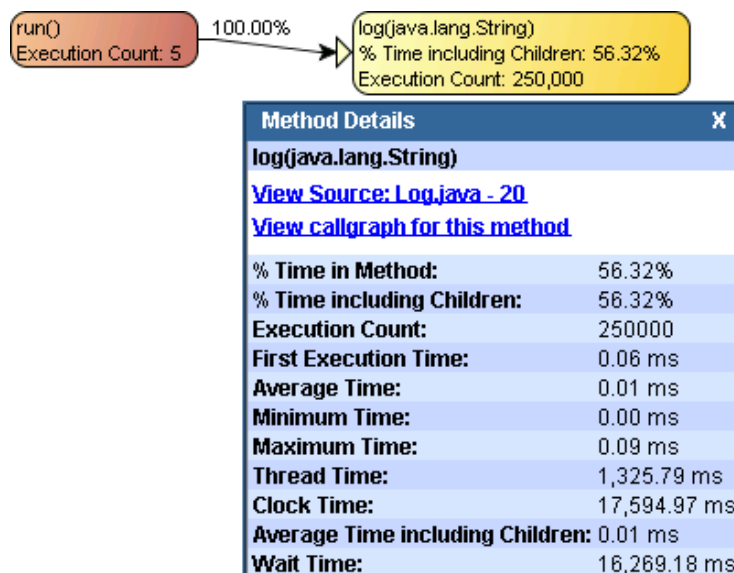 run()
Execution Count: 5
100.00%
log(java.lang.String)
% Time including Children: 56.32%
Execution Count: 250,000
Method Details X
log(java.lang.String)
View Source: Log.java - 20
View callgraph for this method
% Time in Method: 56.32%
% Time including Children: 56.32%
Execution Count: 250000
First Execution Time: 0.06 ms
Average Time: 0.01 ms
Minimum Time: 0.00 ms
Maximum Time: 0.09 ms
Thread Time: 1,325.79 ms
Clock Time: 17,594.97 ms
Average Time including Children: 0.01 ms
Wait Time: 16,269.18 ms